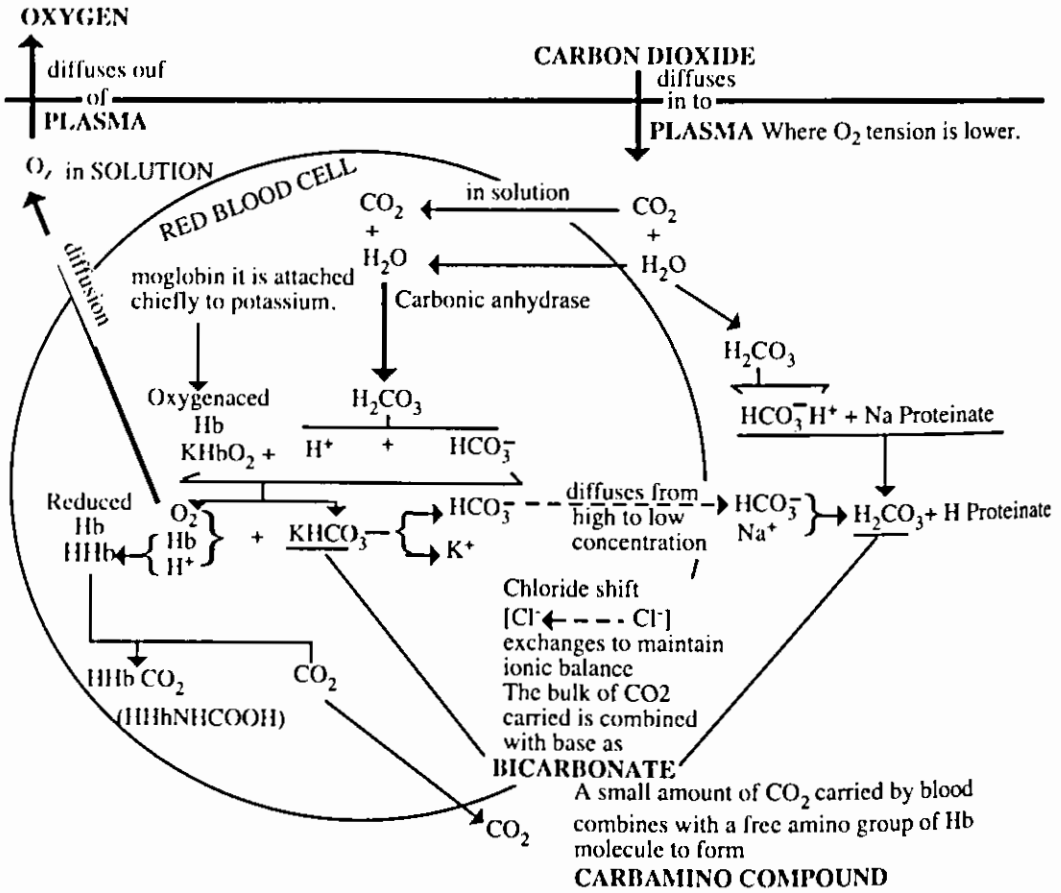 OXYGEN
diffuses ouf
of
PLASMA
CARBON DIOXIDE
diffuses
in to
PLASMA Where O₂ tension is lower.
O, in SOLUTION
RED BLOOD CELL
diffusion
CO₂
+
H₂O
in solution
CO₂
+
H₂O
moglobin it is attached
chiefly to potassium.
Carbonic anhydrase
H₂CO₃
HCO₃⁻ H⁺ + Na Proteinate
Oxygenaced
Hb
KHbO₂ +
H₂CO₃
H⁺ + HCO₃⁻
Reduced
Hb
HHb
O₂
Hb
H⁺
+
KHCO₃
HCO₃⁻
K⁺
diffuses from
high to low
concentration
HCO₃⁻
Na⁺
H₂CO₃ + H Proteinate
Chloride shift
[Cl⁻ Cl⁻]
exchanges to maintain
ionic balance
The bulk of CO2
carried is combined
with base as
BICARBONATE
HHb CO₂
(HHhNHCOOH)
CO₂
CO₂
A small amount of CO₂ carried by blood
combines with a free amino group of Hb
molecule to form
CARBAMINO COMPOUND